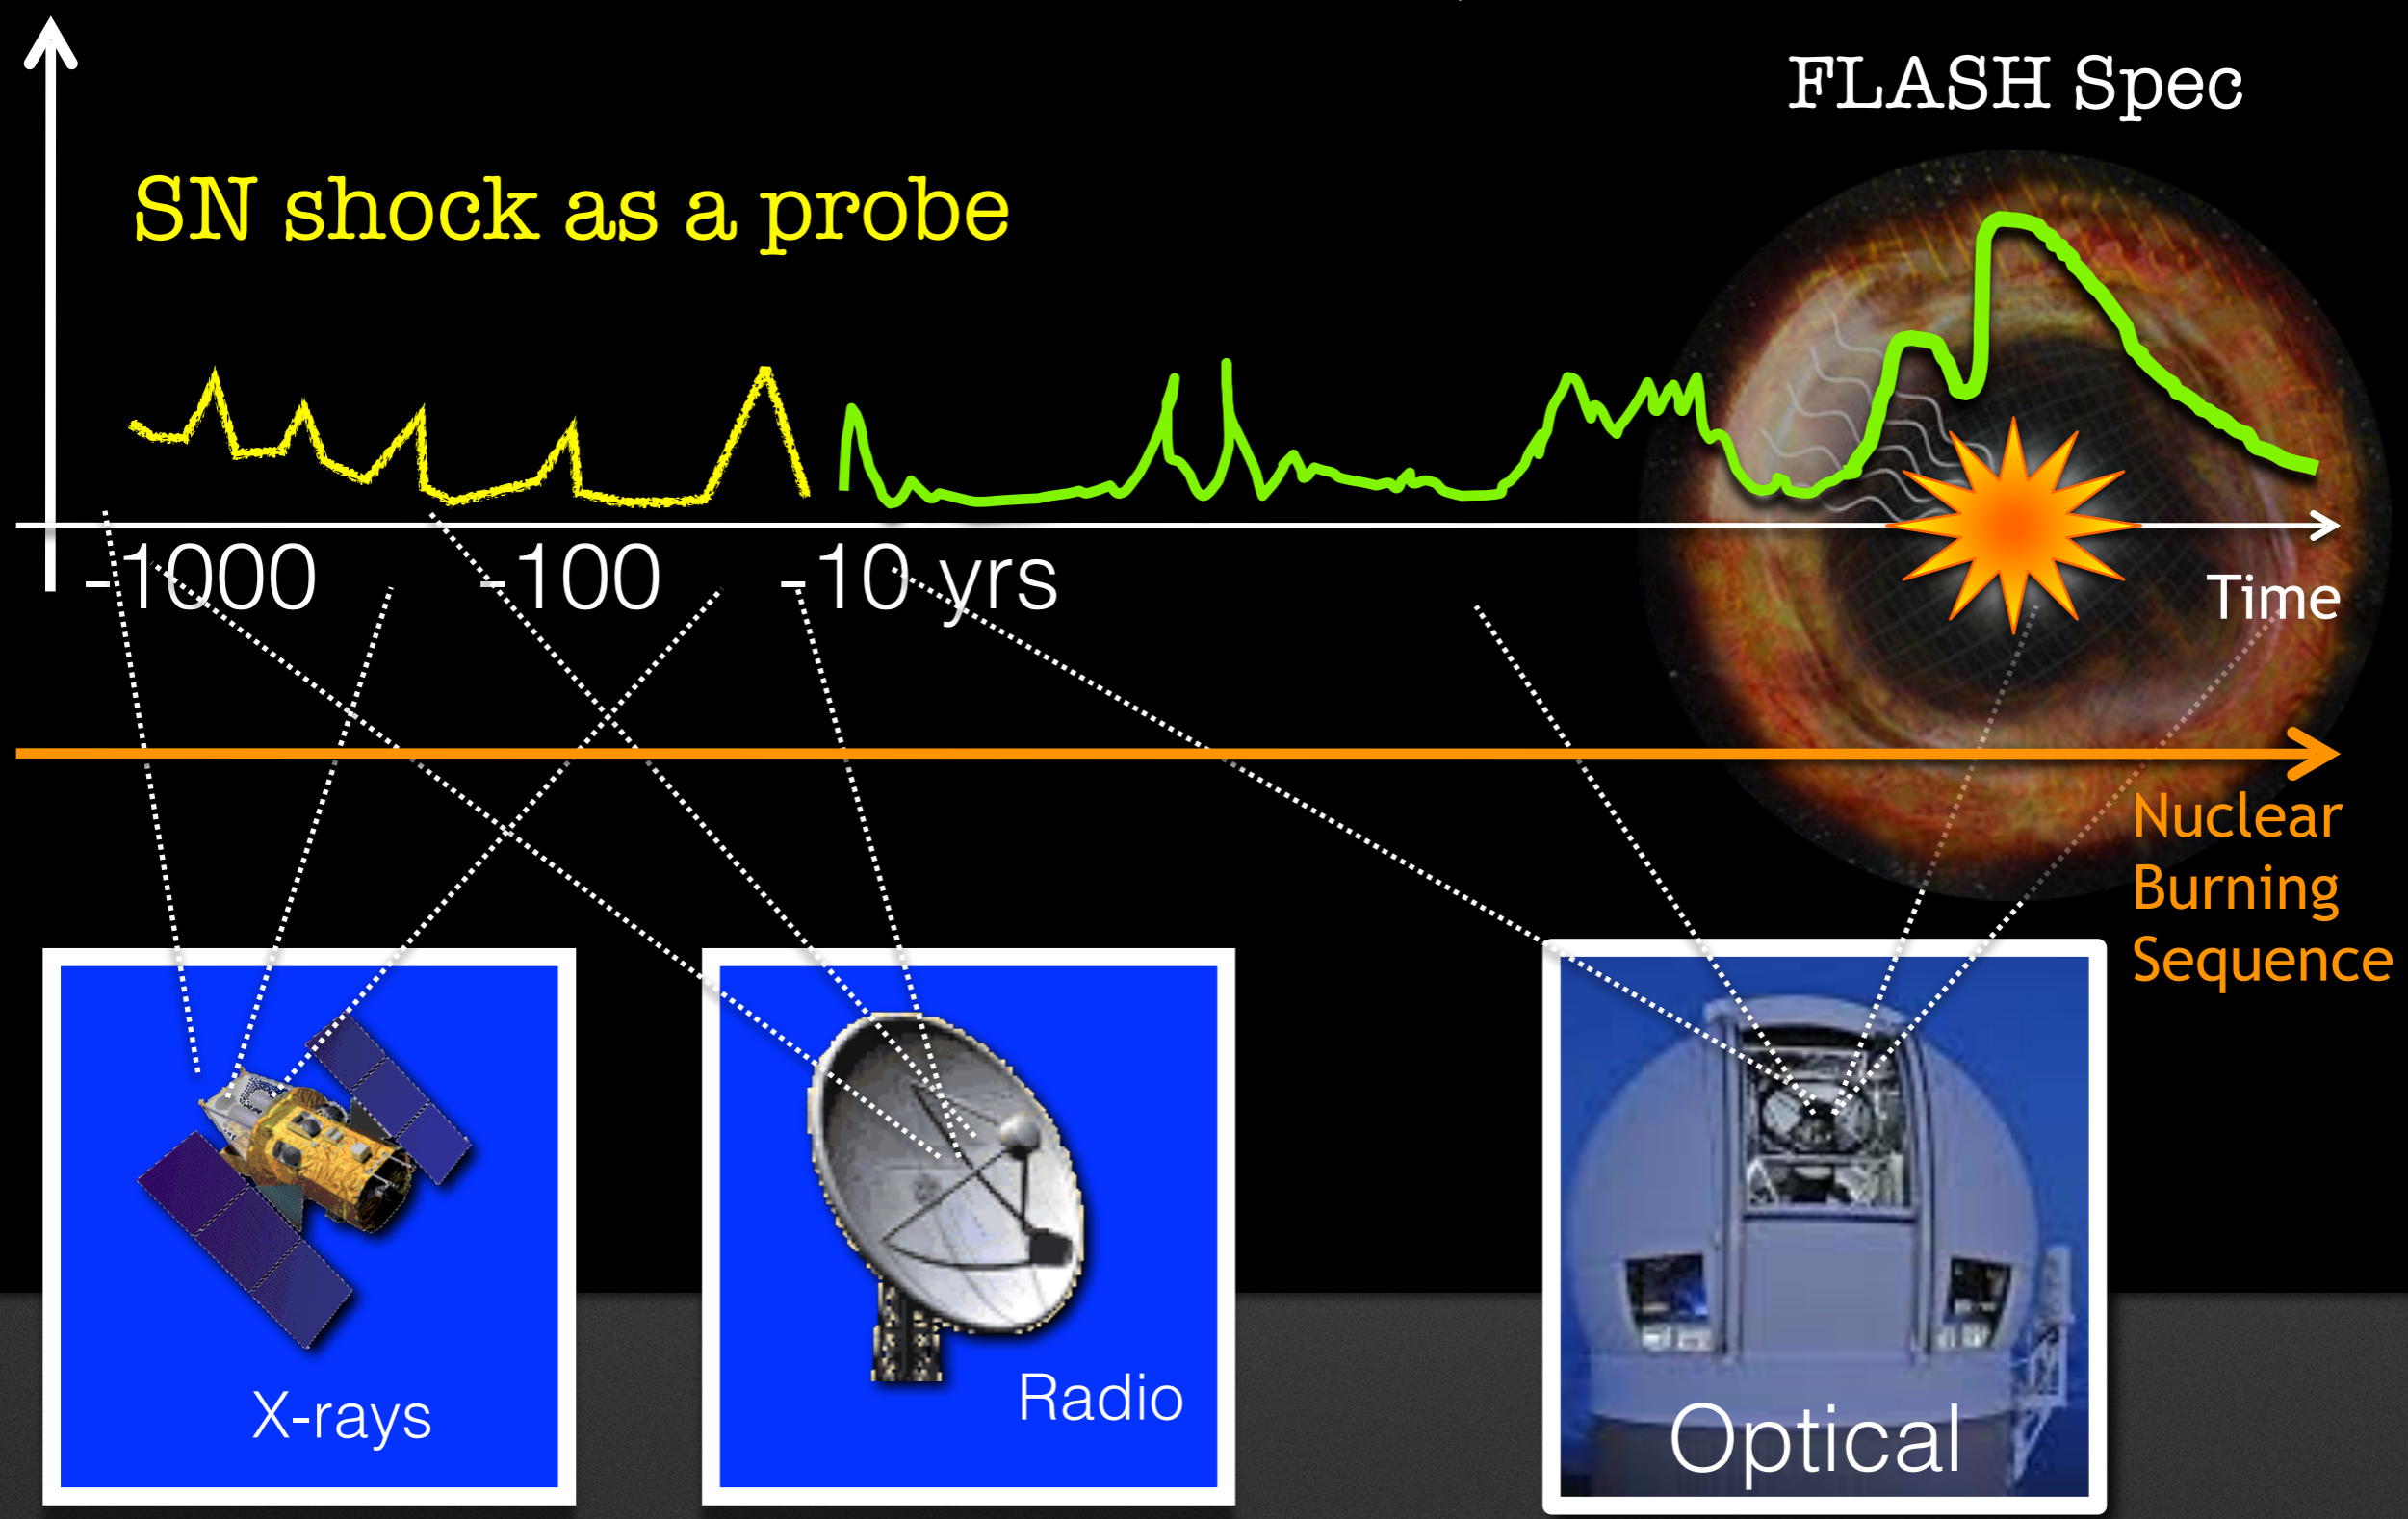 FLASH Spec
SN shock as a probe
-1000
-100
-10 yrs
Time
Nuclear
Burning
Sequence
X-rays
Radio
Optical